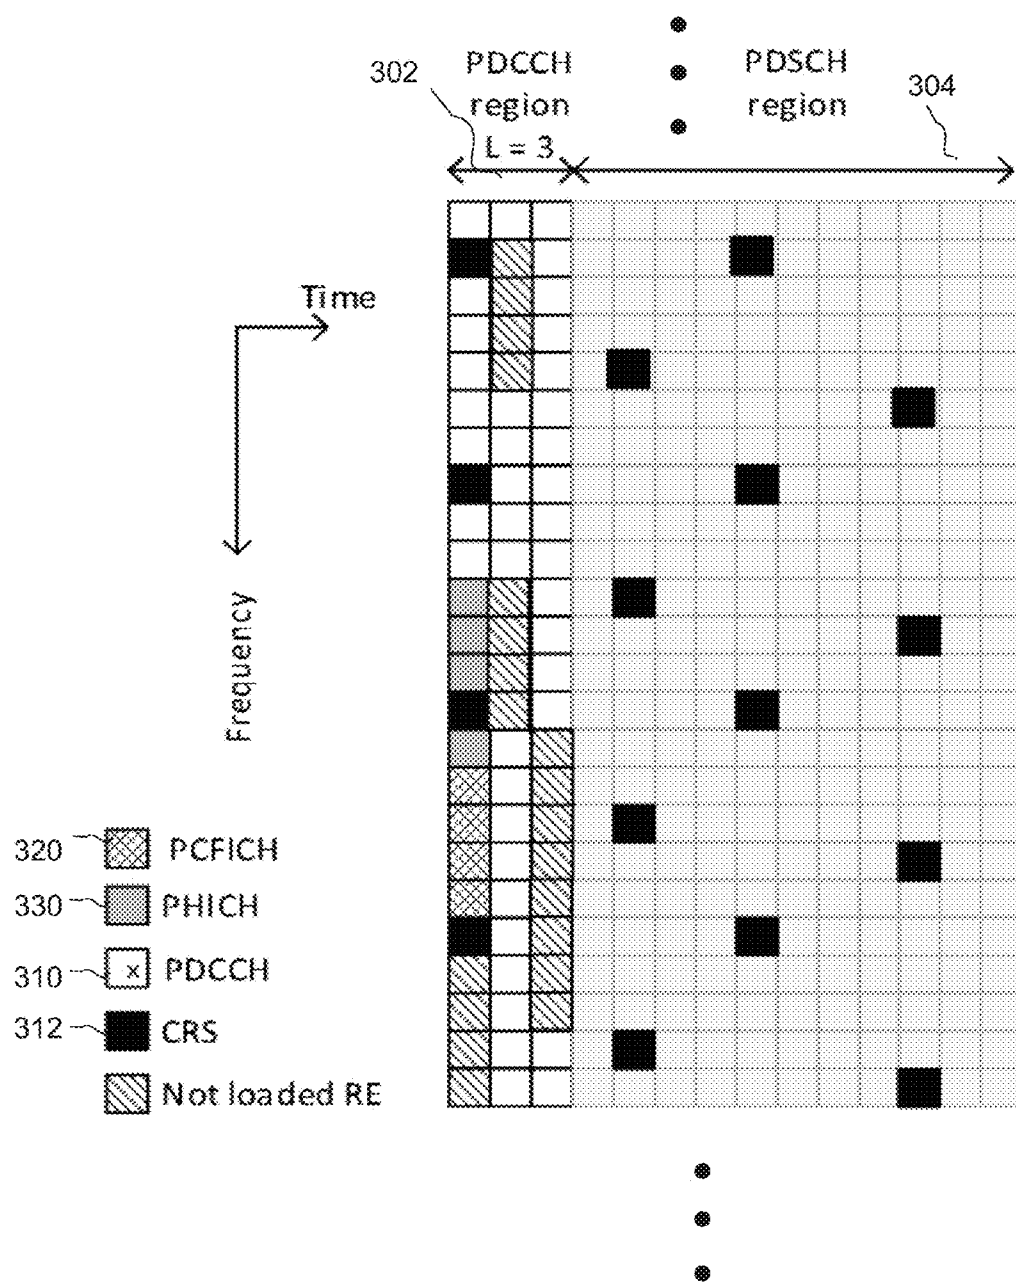 302
PDCCH
region
L = 3
PDSCH
region
304
Time
Frequency
320 PCFICH
330 PHICH
310 x PDCCH
312 CRS
Not loaded RE